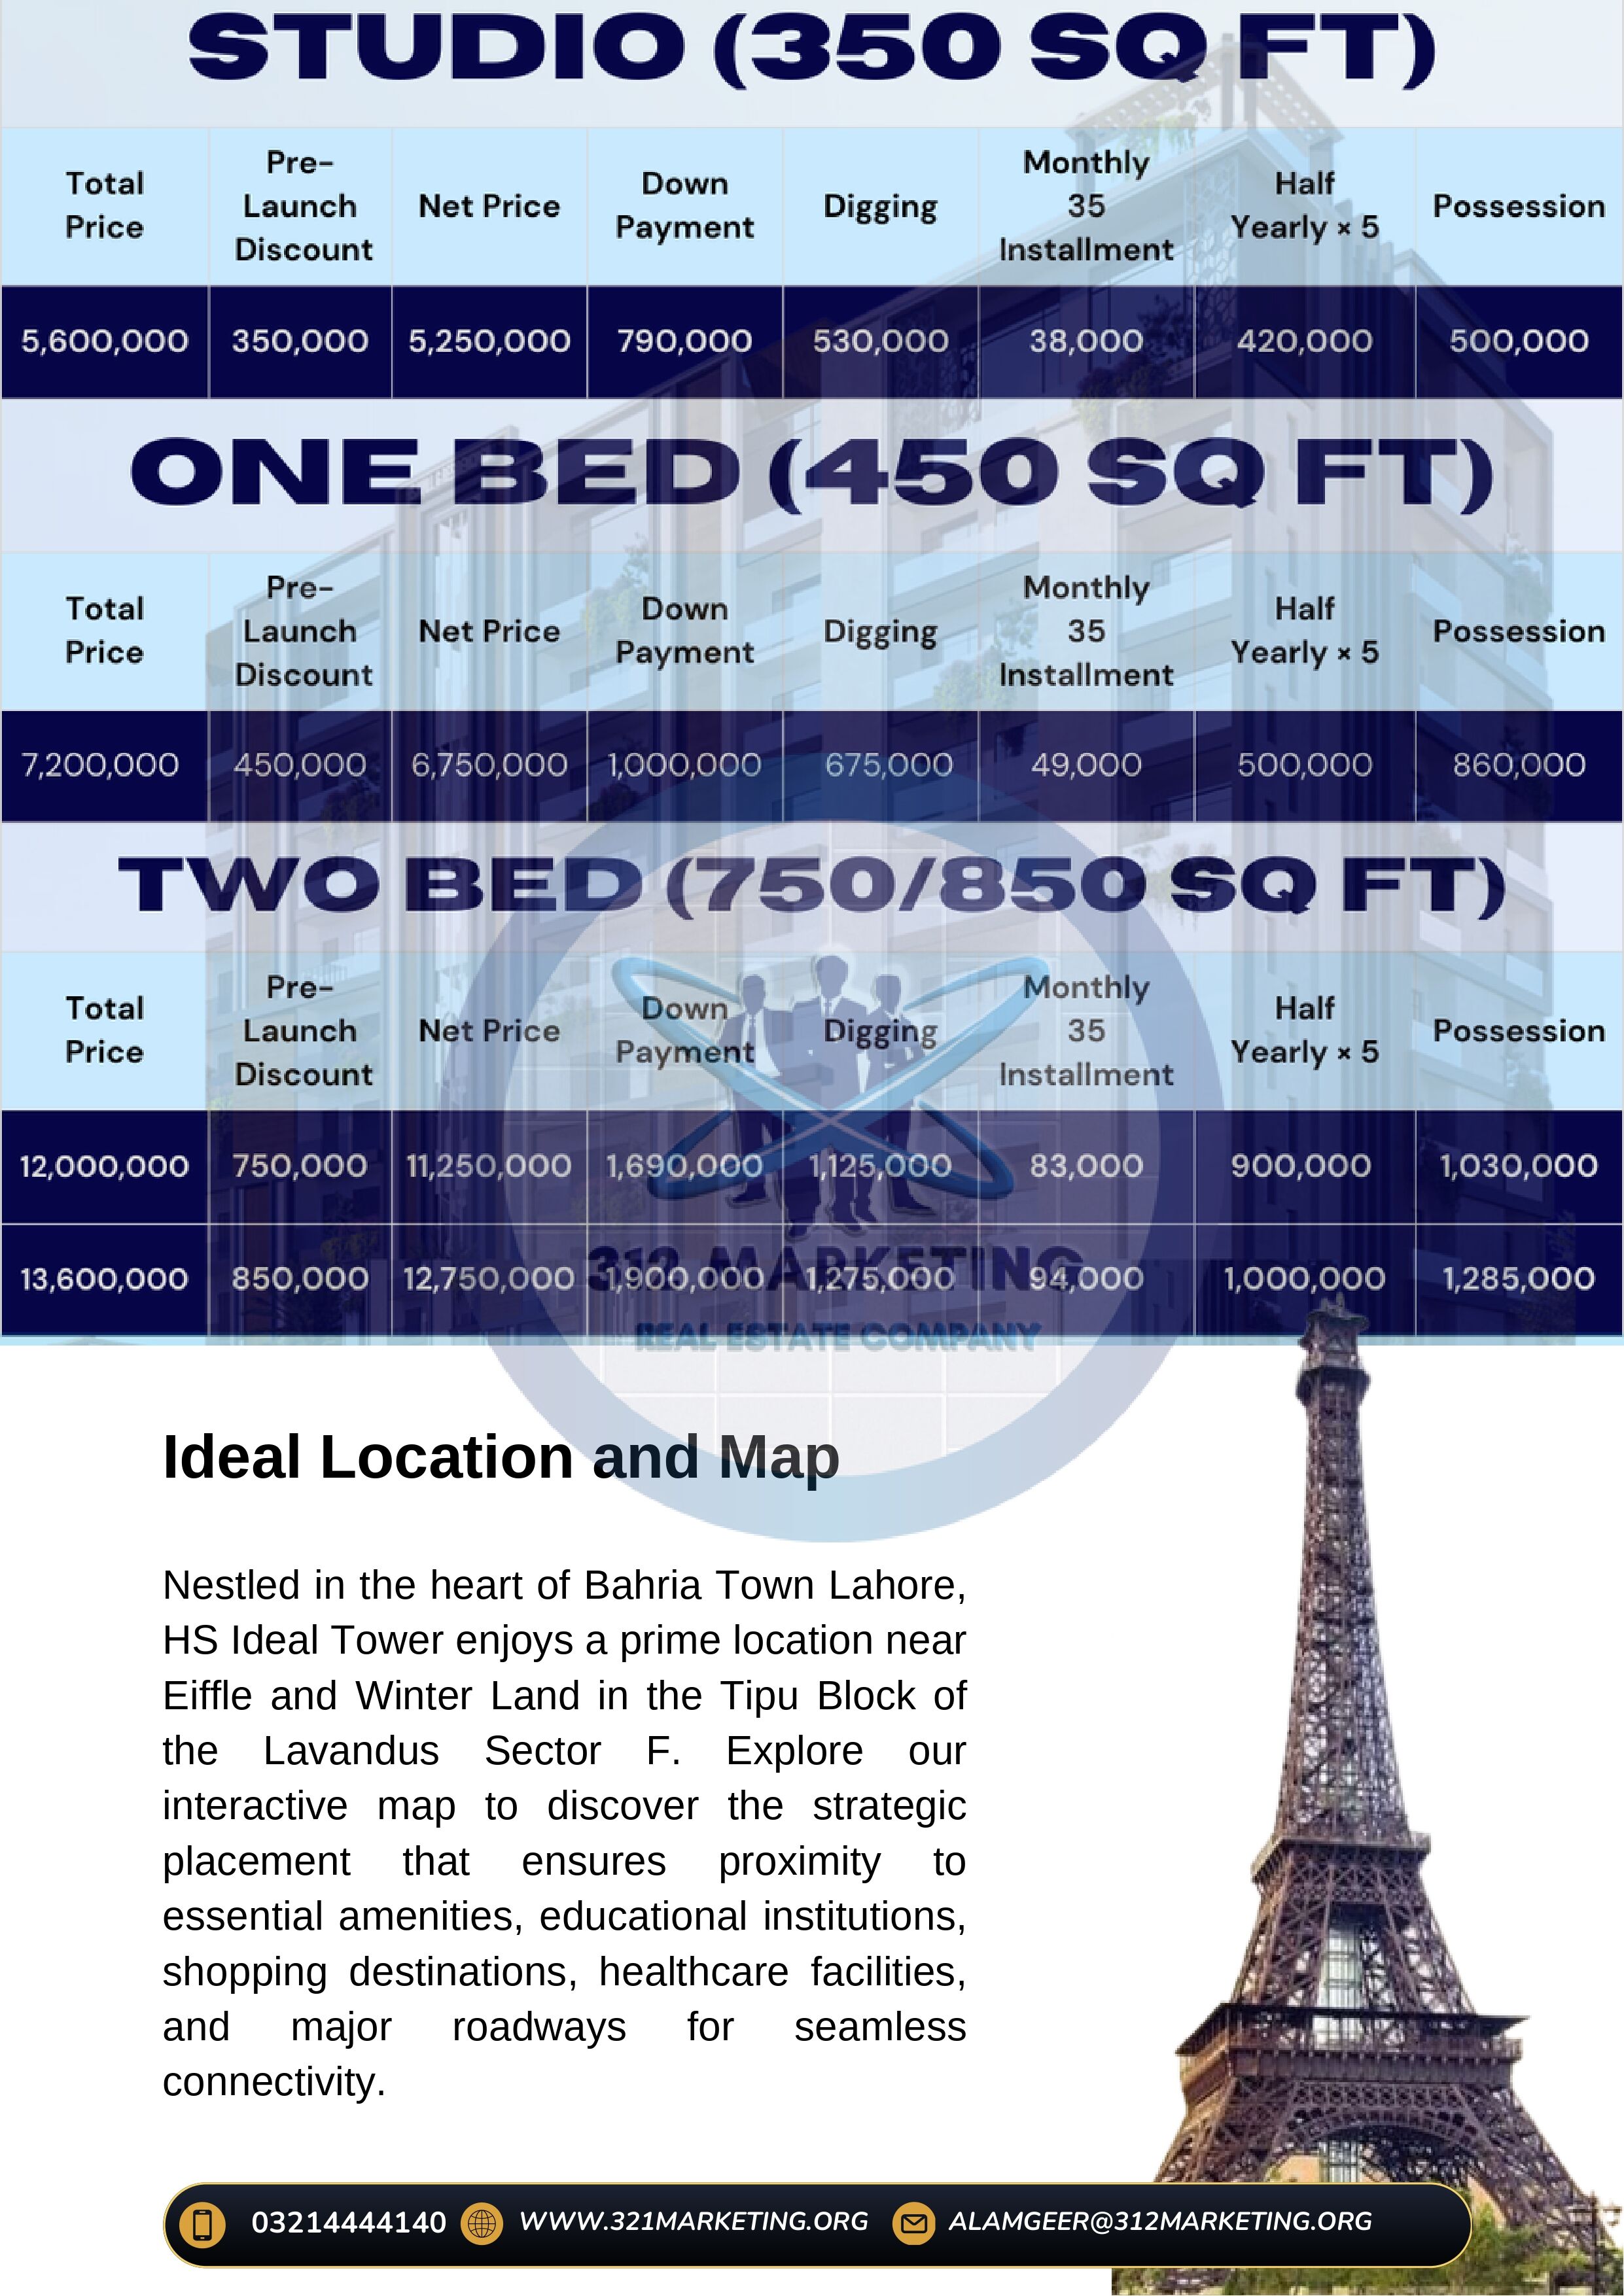 STUDIO (350 SQ FT)
Total Price Pre-Launch Discount Net Price Down Payment Digging Monthly 35 Installment Half Yearly × 5 Possession
5,600,000 350,000 5,250,000 790,000 530,000 38,000 420,000 500,000
ONE BED (450 SQ FT)
Total Price Pre-Launch Discount Net Price Down Payment Digging Monthly 35 Installment Half Yearly × 5 Possession
7,200,000 450,000 6,750,000 1,000,000 675,000 49,000 500,000 860,000
TWO BED (750/850 SQ FT)
Total Price Pre-Launch Discount Net Price Down Payment Digging Monthly 35 Installment Half Yearly × 5 Possession
12,000,000 750,000 11,250,000 1,690,000 1,125,000 83,000 900,000 1,030,000
13,600,000 850,000 12,750,000 1,900,000 1,275,000 94,000 1,000,000 1,285,000
312 MARKETING
REAL ESTATE COMPANY
Ideal Location and Map
Nestled in the heart of Bahria Town Lahore,
HS Ideal Tower enjoys a prime location near
Eiffle and Winter Land in the Tipu Block of
the Lavandus Sector F. Explore our
interactive map to discover the strategic
placement that ensures proximity to
essential amenities, educational institutions,
shopping destinations, healthcare facilities,
and major roadways for seamless
connectivity.
03214444140 WWW.321MARKETING.ORG ALAMGEER@312MARKETING.ORG